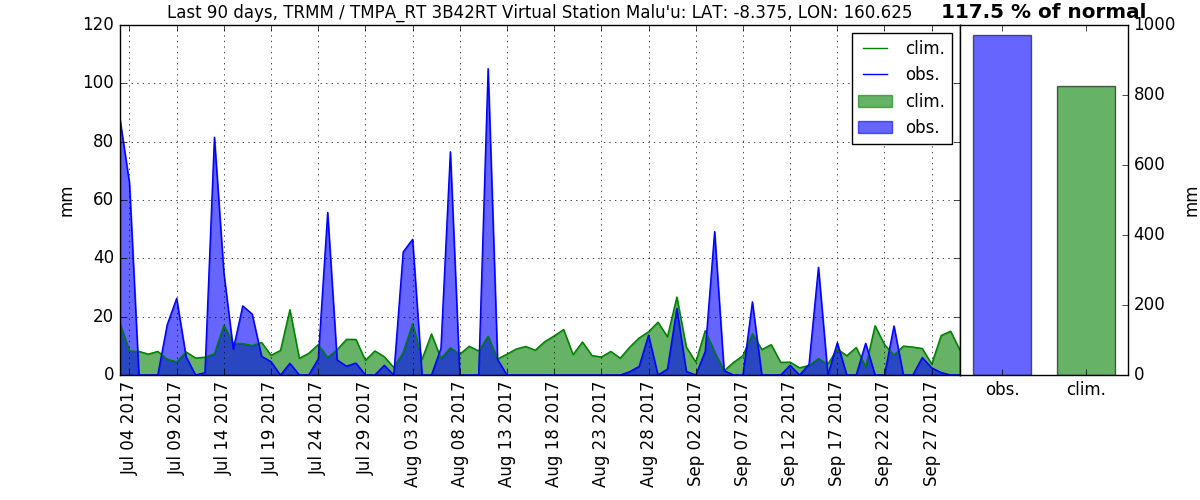 Last 90 days, TRMM / TMPA_RT 3B42RT Virtual Station Malu'u: LAT: -8.375, LON: 160.625
117.5 % of normal
120
100
80
60
40
20
0
mm
clim.
obs.
clim.
obs.
1000
800
600
400
200
0
mm
Jul 04 2017
Jul 09 2017
Jul 14 2017
Jul 19 2017
Jul 24 2017
Jul 29 2017
Aug 03 2017
Aug 08 2017
Aug 13 2017
Aug 18 2017
Aug 23 2017
Aug 28 2017
Sep 02 2017
Sep 07 2017
Sep 12 2017
Sep 17 2017
Sep 22 2017
Sep 27 2017
obs.
clim.